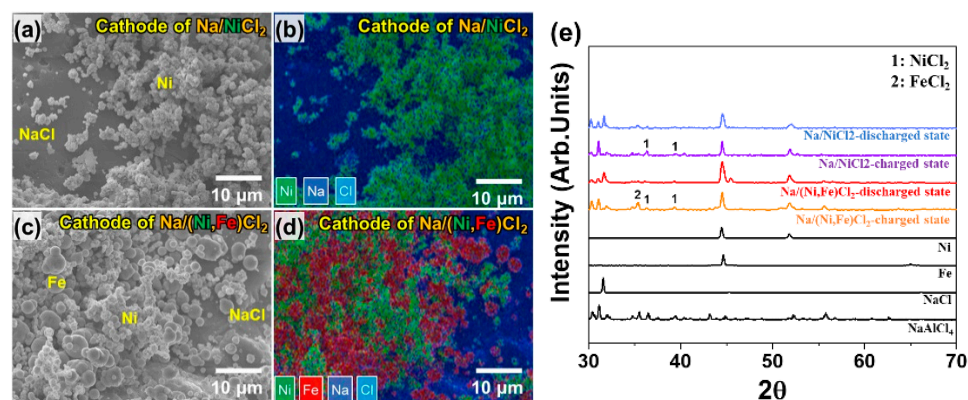 (a) Cathode of Na/NiCl2
Ni
NaCl
10 μm
(b) Cathode of Na/NiCl2
Ni Na Cl
10 μm
(c) Cathode of Na/(Ni,Fe)Cl2
Fe
Ni
NaCl
10 μm
(d) Cathode of Na/(Ni,Fe)Cl2
Ni Fe Na Cl
10 μm
(e)
Intensity (Arb.Units)
1: NiCl2
2: FeCl2
Na/NiCl2-discharged state
1 1
Na/NiCl2-charged state
Na/(Ni,Fe)Cl2-discharged state
2 1 1
Na/(Ni,Fe)Cl2-charged state
Ni
Fe
NaCl
NaAlCl4
30 40 50 60 70
2θ